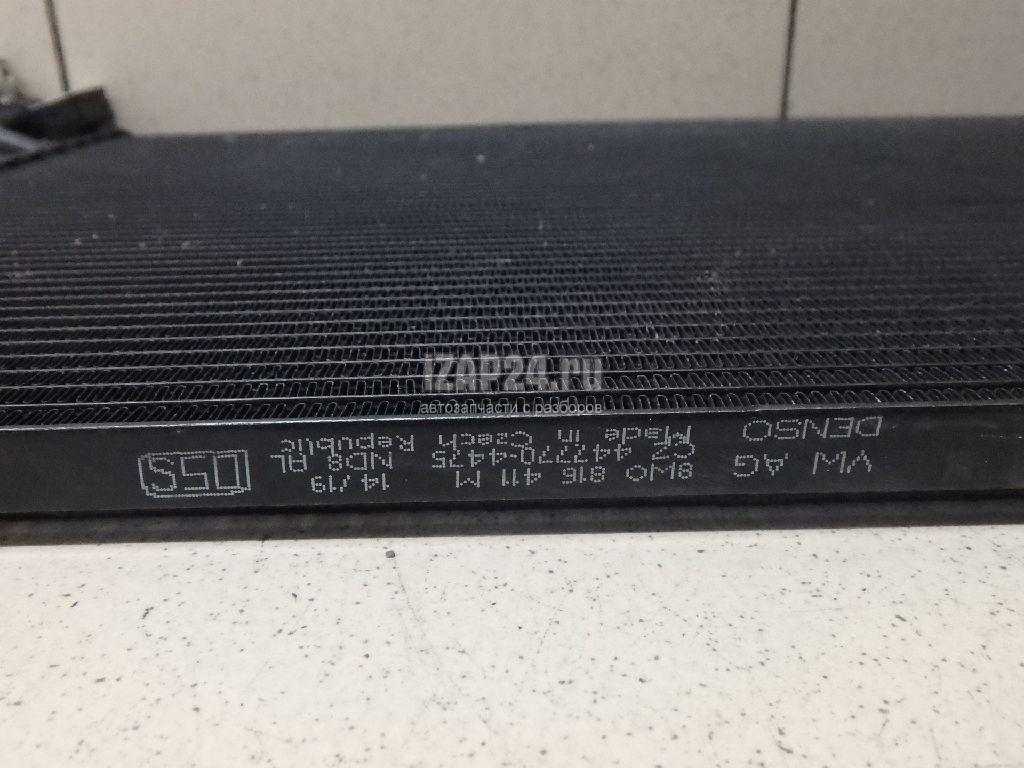 IZAP24.ru
автозапчасти с разборов
VW AG 8W0 816 411 M 14/19
DENSO CZ 447770-4475 ND8 AL
Made in Czech Republic